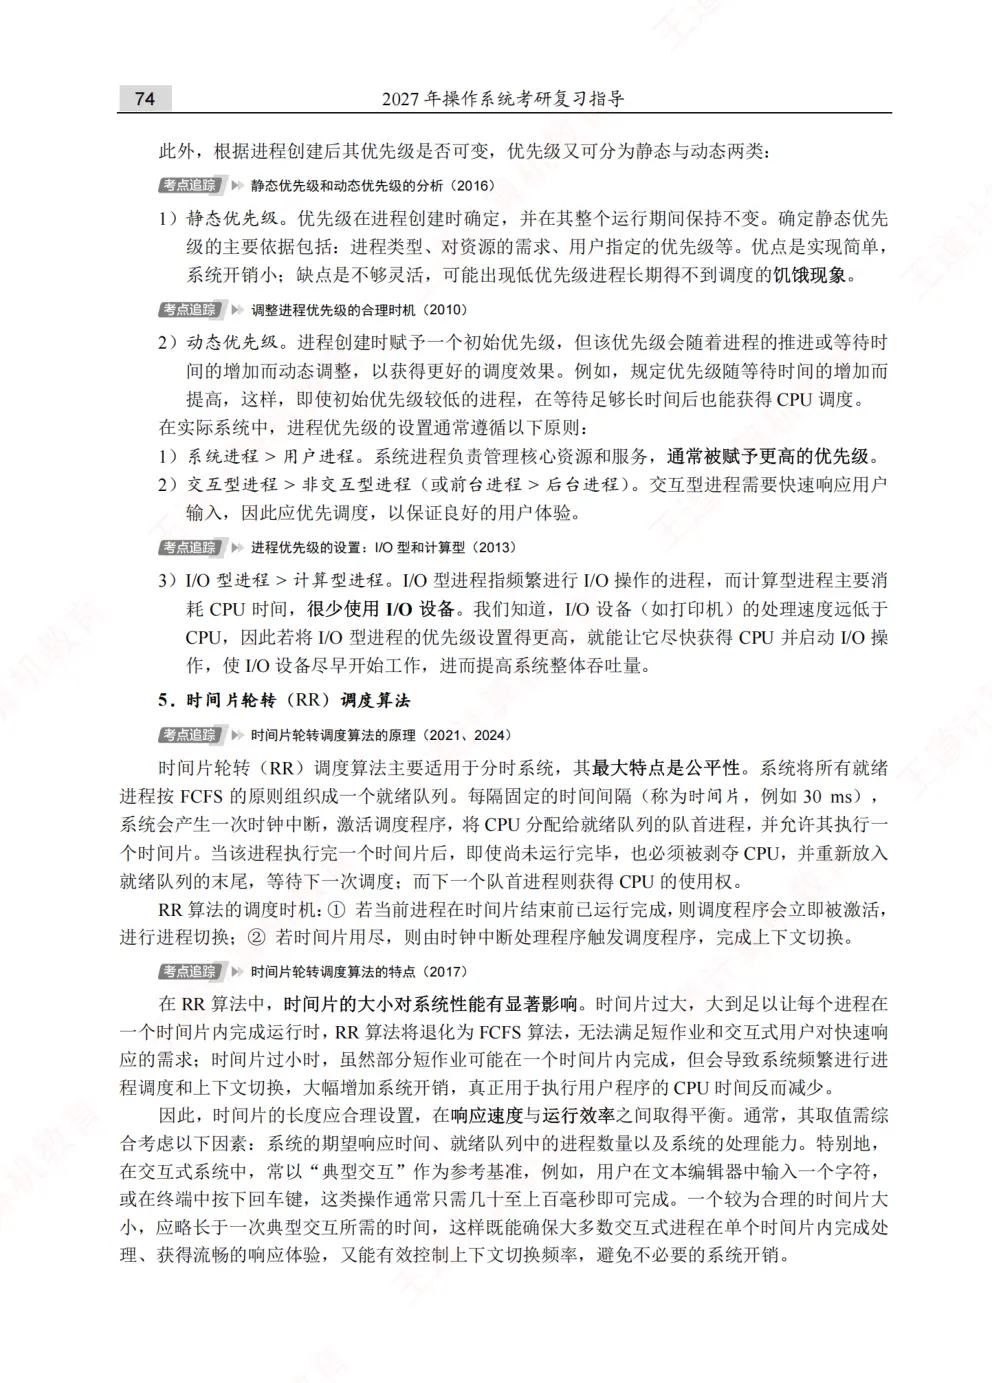 74
2027 年操作系统考研复习指导
此外，根据进程创建后其优先级是否可变，优先级又可分为静态与动态两类：
考点追踪 静态优先级和动态优先级的分析（2016）
1）静态优先级。优先级在进程创建时确定，并在其整个运行期间保持不变。确定静态优先
级的主要依据包括：进程类型、对资源的需求、用户指定的优先级等。优点是实现简单，
系统开销小；缺点是不够灵活，可能出现低优先级进程长期得不到调度的饥饿现象。
考点追踪 调整进程优先级的合理时机（2010）
2）动态优先级。进程创建时赋予一个初始优先级，但该优先级会随着进程的推进或等待时
间的增加而动态调整，以获得更好的调度效果。例如，规定优先级随等待时间的增加而
提高，这样，即使初始优先级较低的进程，在等待足够长时间后也能获得 CPU 调度。
在实际系统中，进程优先级的设置通常遵循以下原则：
1）系统进程 > 用户进程。系统进程负责管理核心资源和服务，通常被赋予更高的优先级。
2）交互型进程 > 非交互型进程（或前台进程 > 后台进程）。交互型进程需要快速响应用户
输入，因此应优先调度，以保证良好的用户体验。
考点追踪 进程优先级的设置：I/O 型和计算型（2013）
3）I/O 型进程 > 计算型进程。I/O 型进程指频繁进行 I/O 操作的进程，而计算型进程主要消
耗 CPU 时间，很少使用 I/O 设备。我们知道，I/O 设备（如打印机）的处理速度远低于
CPU，因此若将 I/O 型进程的优先级设置得更高，就能让它尽快获得 CPU 并启动 I/O 操
作，使 I/O 设备尽早开始工作，进而提高系统整体吞吐量。
5．时间片轮转（RR）调度算法
考点追踪 时间片轮转调度算法的原理（2021、2024）
时间片轮转（RR）调度算法主要适用于分时系统，其最大特点是公平性。系统将所有就绪
进程按 FCFS 的原则组织成一个就绪队列。每隔固定的时间间隔（称为时间片，例如 30 ms），
系统会产生一次时钟中断，激活调度程序，将 CPU 分配给就绪队列的队首进程，并允许其执行一
个时间片。当该进程执行完一个时间片后，即使尚未运行完毕，也必须被剥夺 CPU，并重新放入
就绪队列的末尾，等待下一次调度；而下一个队首进程则获得 CPU 的使用权。
RR 算法的调度时机：① 若当前进程在时间片结束前已运行完成，则调度程序会立即被激活，
进行进程切换；② 若时间片用尽，则由时钟中断处理程序触发调度程序，完成上下文切换。
考点追踪 时间片轮转调度算法的特点（2017）
在 RR 算法中，时间片的大小对系统性能有显著影响。时间片过大，大到足以让每个进程在
一个时间片内完成运行时，RR 算法将退化为 FCFS 算法，无法满足短作业和交互式用户对快速响
应的需求；时间片过小时，虽然部分短作业可能在一个时间片内完成，但会导致系统频繁进行进
程调度和上下文切换，大幅增加系统开销，真正用于执行用户程序的 CPU 时间反而减少。
因此，时间片的长度应合理设置，在响应速度与运行效率之间取得平衡。通常，其取值需综
合考虑以下因素：系统的期望响应时间、就绪队列中的进程数量以及系统的处理能力。特别地，
在交互式系统中，常以“典型交互”作为参考基准，例如，用户在文本编辑器中输入一个字符，
或在终端中按下回车键，这类操作通常只需几十至上百毫秒即可完成。一个较为合理的时间片大
小，应略长于一次典型交互所需的时间，这样既能确保大多数交互式进程在单个时间片内完成处
理、获得流畅的响应体验，又能有效控制上下文切换频率，避免不必要的系统开销。